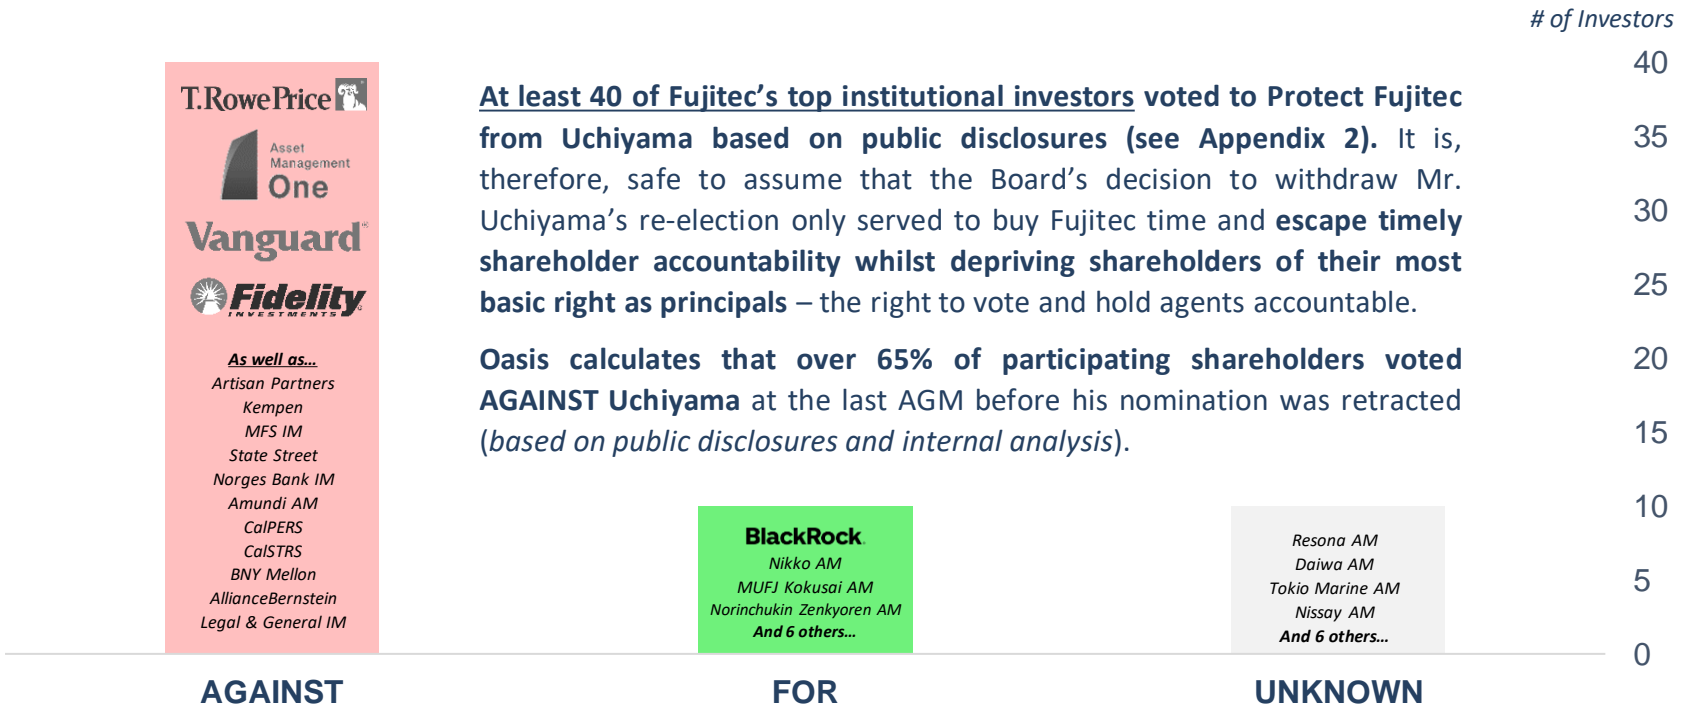 # of Investors
40
35
30
25
20
15
10
5
0
T.RowePrice
Asset
Management
One
Vanguard
Fidelity
INVESTMENTS
As well as...
Artisan Partners
Kempen
MFS IM
State Street
Norges Bank IM
Amundi AM
CalPERS
CalSTRS
BNY Mellon
AllianceBernstein
Legal & General IM
At least 40 of Fujitec's top institutional investors voted to Protect Fujitec
from Uchiyama based on public disclosures (see Appendix 2). It is,
therefore, safe to assume that the Board's decision to withdraw Mr.
Uchiyama's re-election only served to buy Fujitec time and escape timely
shareholder accountability whilst depriving shareholders of their most
basic right as principals – the right to vote and hold agents accountable.
Oasis calculates that over 65% of participating shareholders voted
AGAINST Uchiyama at the last AGM before his nomination was retracted
(based on public disclosures and internal analysis).
BlackRock.
Nikko AM
MUFJ Kokusai AM
Norinchukin Zenkyoren AM
And 6 others...
Resona AM
Daiwa AM
Tokio Marine AM
Nissay AM
And 6 others...
AGAINST
FOR
UNKNOWN